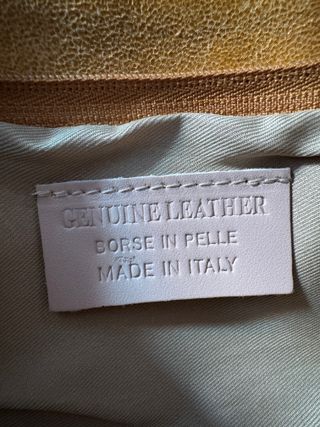 GENUINE LEATHER
BORSE IN PELLE
MADE IN ITALY